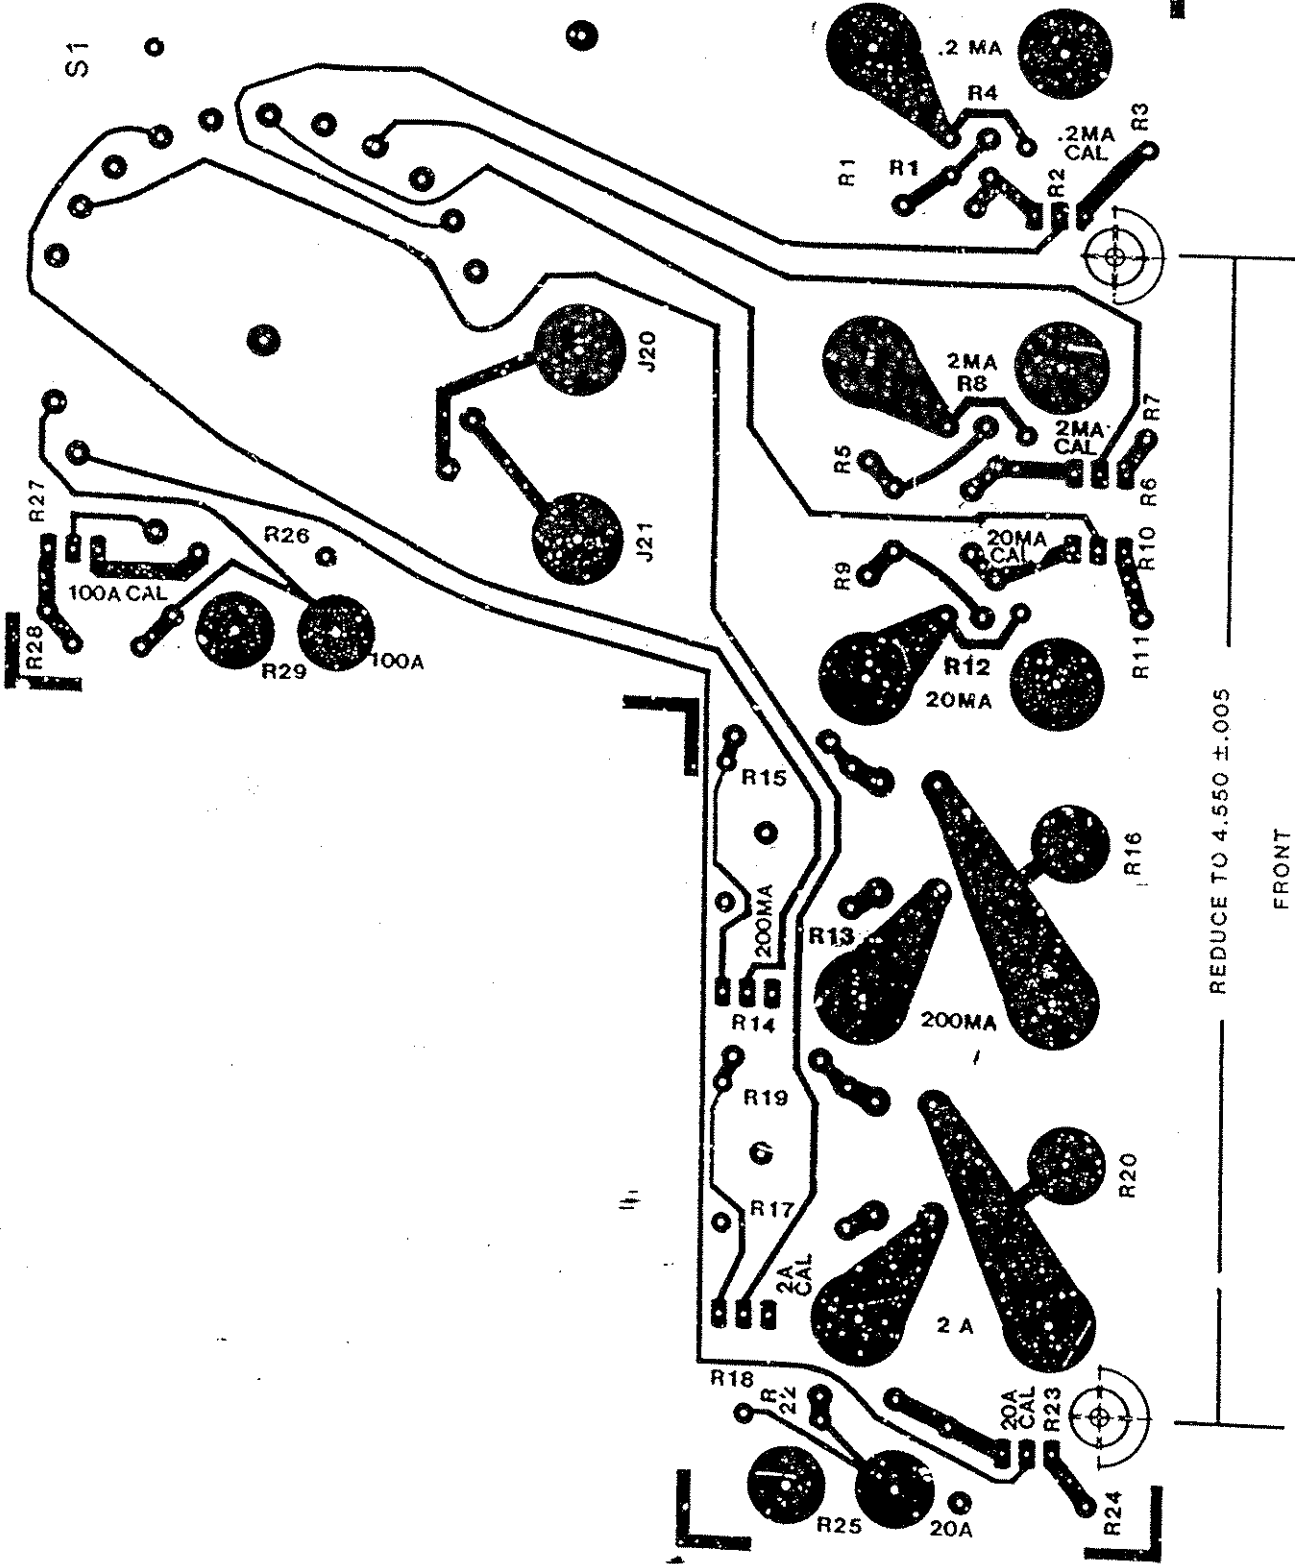 S1
.2 MA
R4
.2MA
CAL
R3
R1
R1
R2
J20
2MA
R8
2MA
CAL
R7
R5
R6
J21
20MA
CAL
R10
R9
R11
R12
20MA
R27
R26
100A CAL
R28
R29
100A
R15
R16
200MA
R13
R14
200MA
R19
R20
R17
2A
CAL
2 A
R18
R
22
20A
CAL
R23
R25
20A
R24
REDUCE TO 4.550 ±.005
FRONT